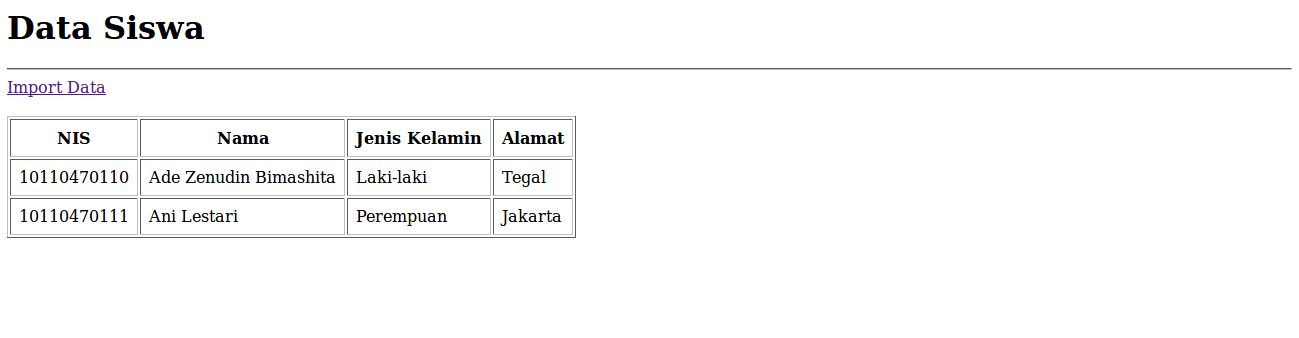 Data Siswa
Import Data
NIS Nama Jenis Kelamin Alamat
10110470110 Ade Zenudin Bimashita Laki-laki Tegal
10110470111 Ani Lestari Perempuan Jakarta